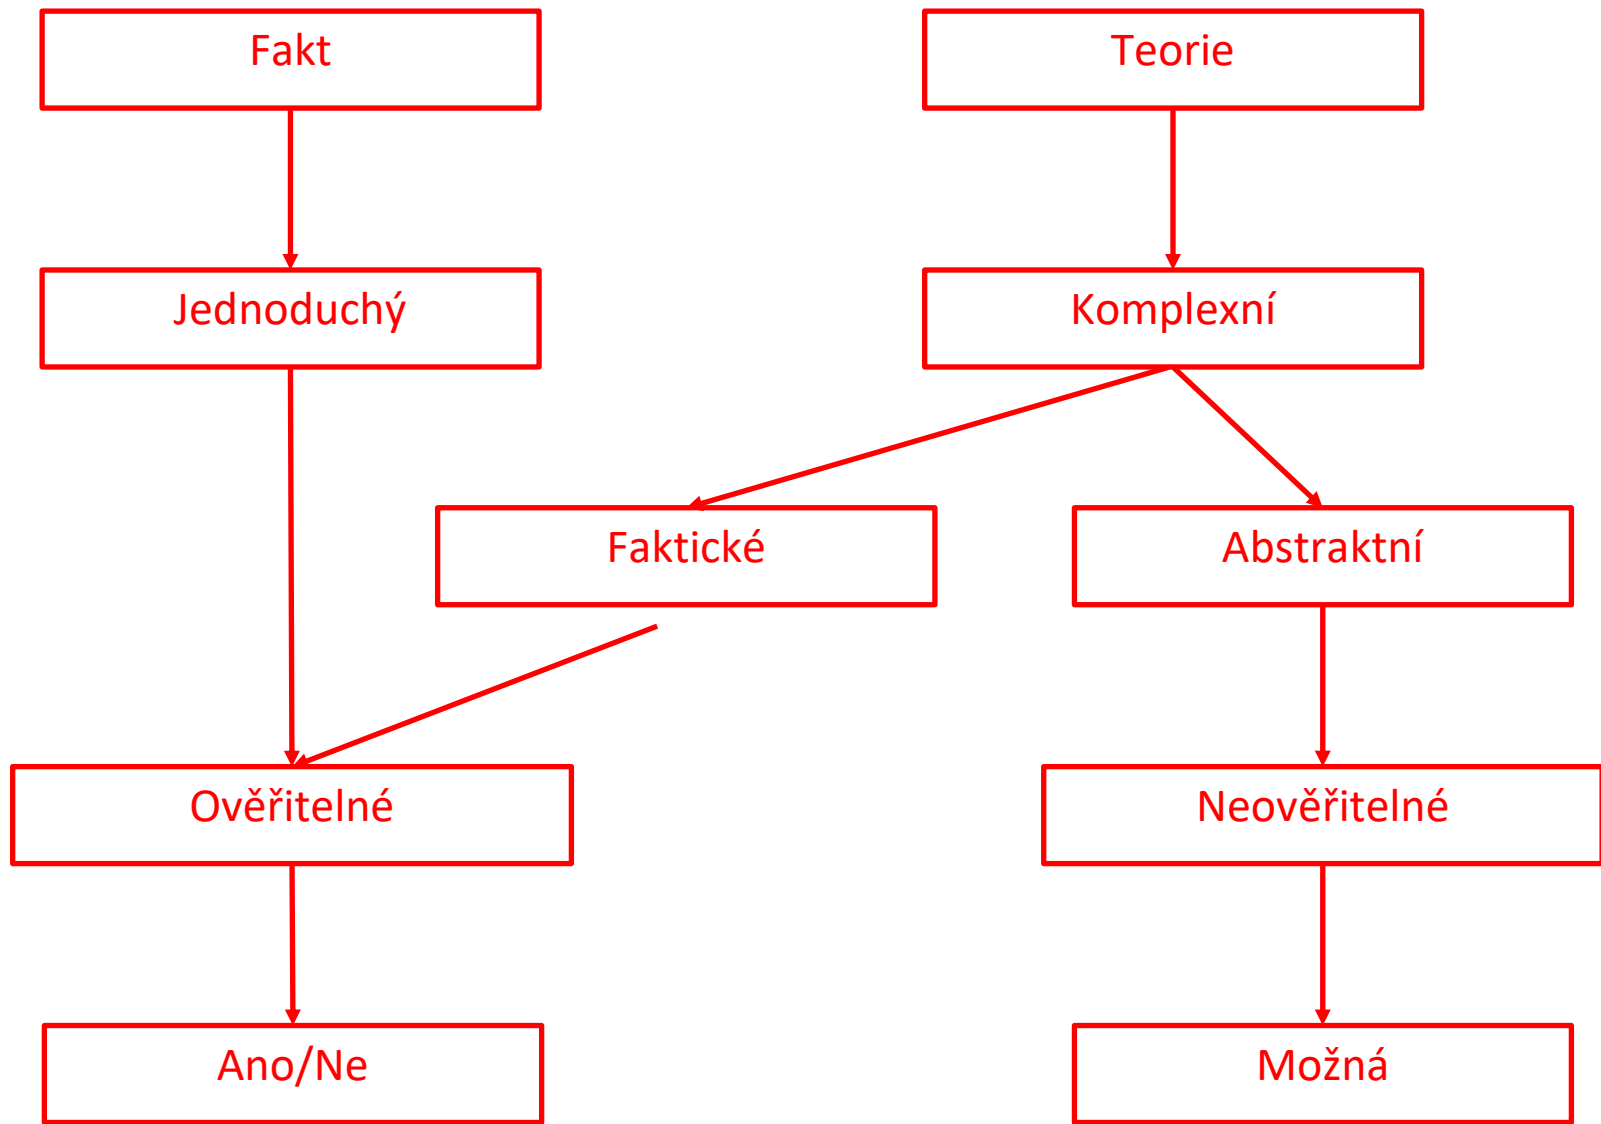 Fakt
Teorie
Jednoduchý
Komplexní
Faktické
Abstraktní
Ověřitelné
Neověřitelné
Ano/Ne
Možná